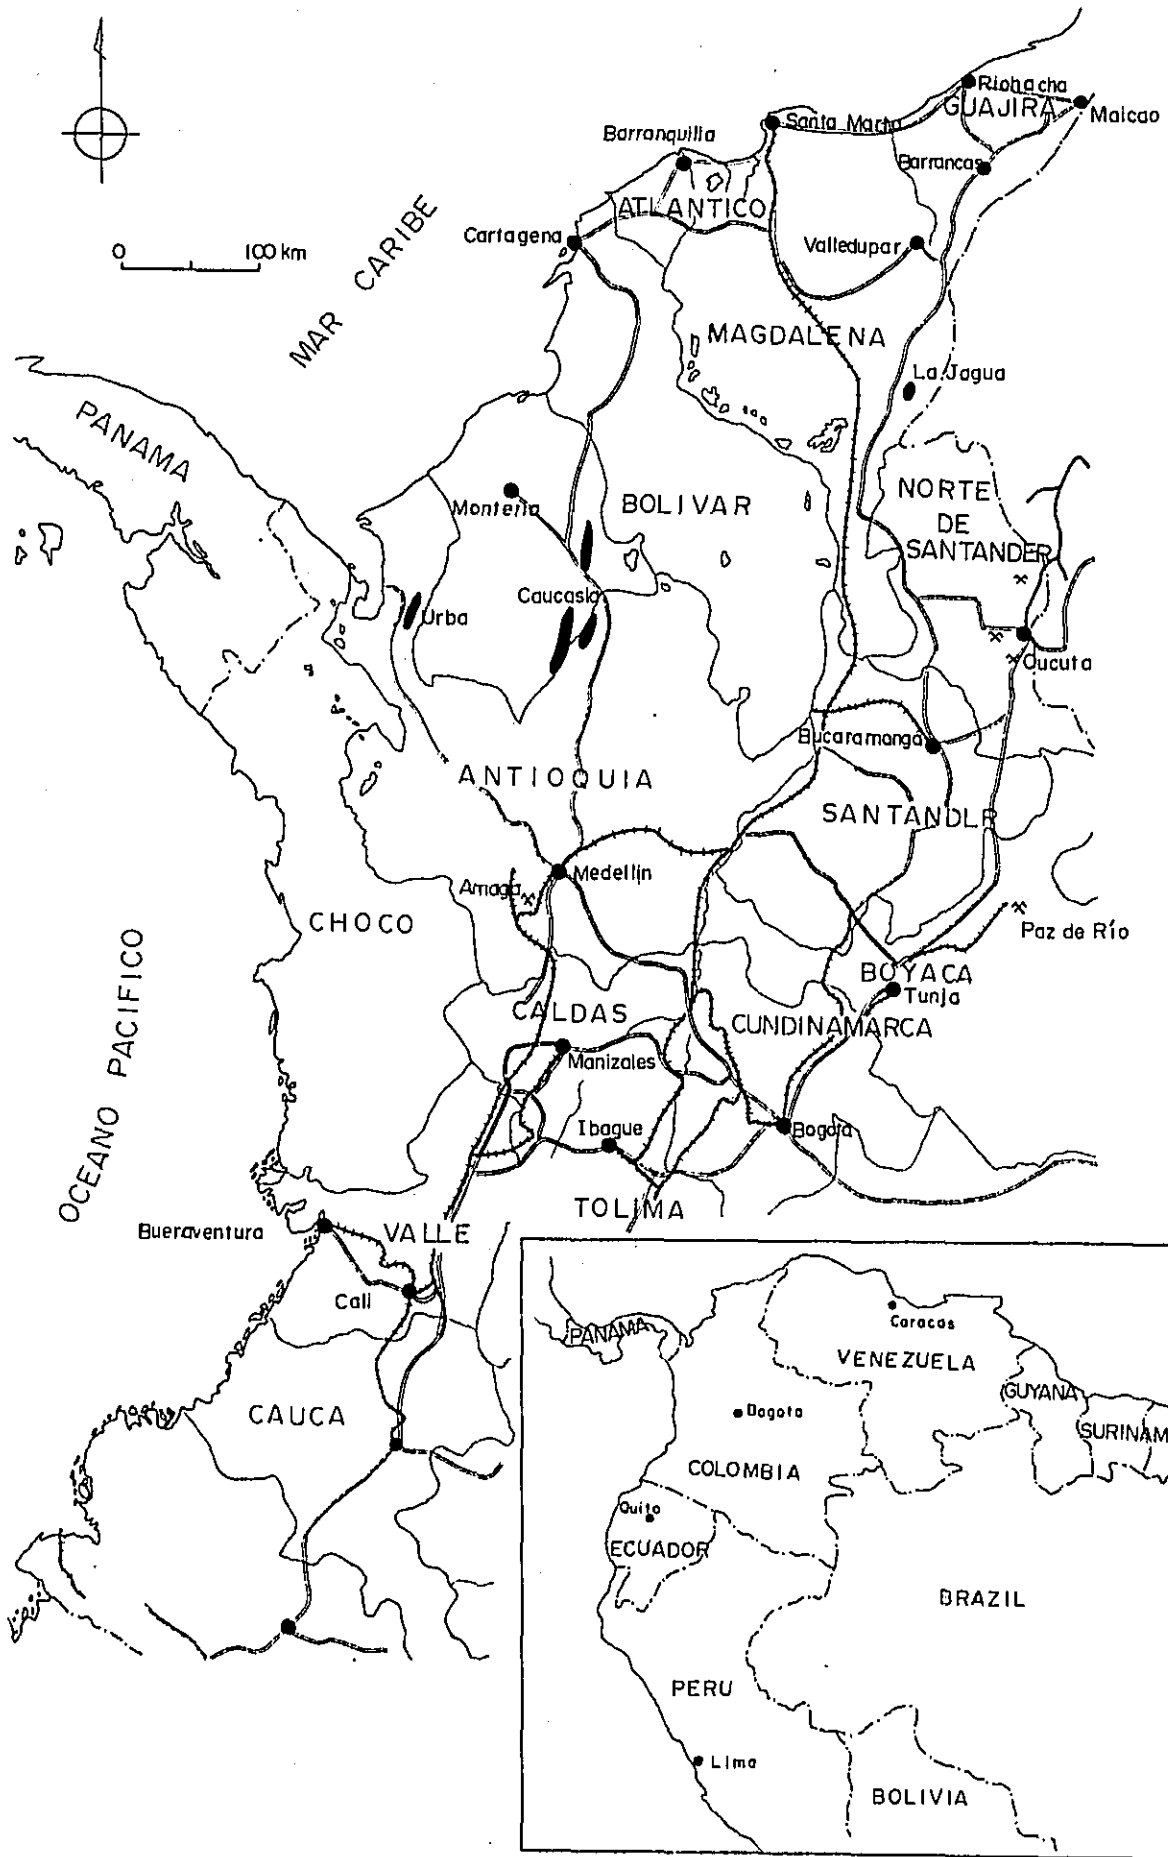 Riohacha
GUAJIRA
Maicao
Santa Marta
Barranquilla
Barrancas
ATLANTICO
Cartagena
Valledupar
0 100 km
MAR CARIBE
MAGDALENA
La Jagua
PANAMA
NORTE
DE
SANTANDER
BOLIVAR
Monteria
Caucasia
Urba
Cucuta
Bucaramanga
ANTIOQUIA
SANTANDER
Medellin
Amaga
CHOCO
Paz de Río
BOYACA
Tunja
OCEANO PACIFICO
CALDAS
CUNDINAMARCA
Manizales
Ibague
Bogota
TOLIMA
Bueraventura
VALLE
Cali
CAUCA
PANAMA
Caracas
VENEZUELA
GUYANA
SURINAM
Bagota
COLOMBIA
Quito
ECUADOR
BRAZIL
PERU
Lima
BOLIVIA